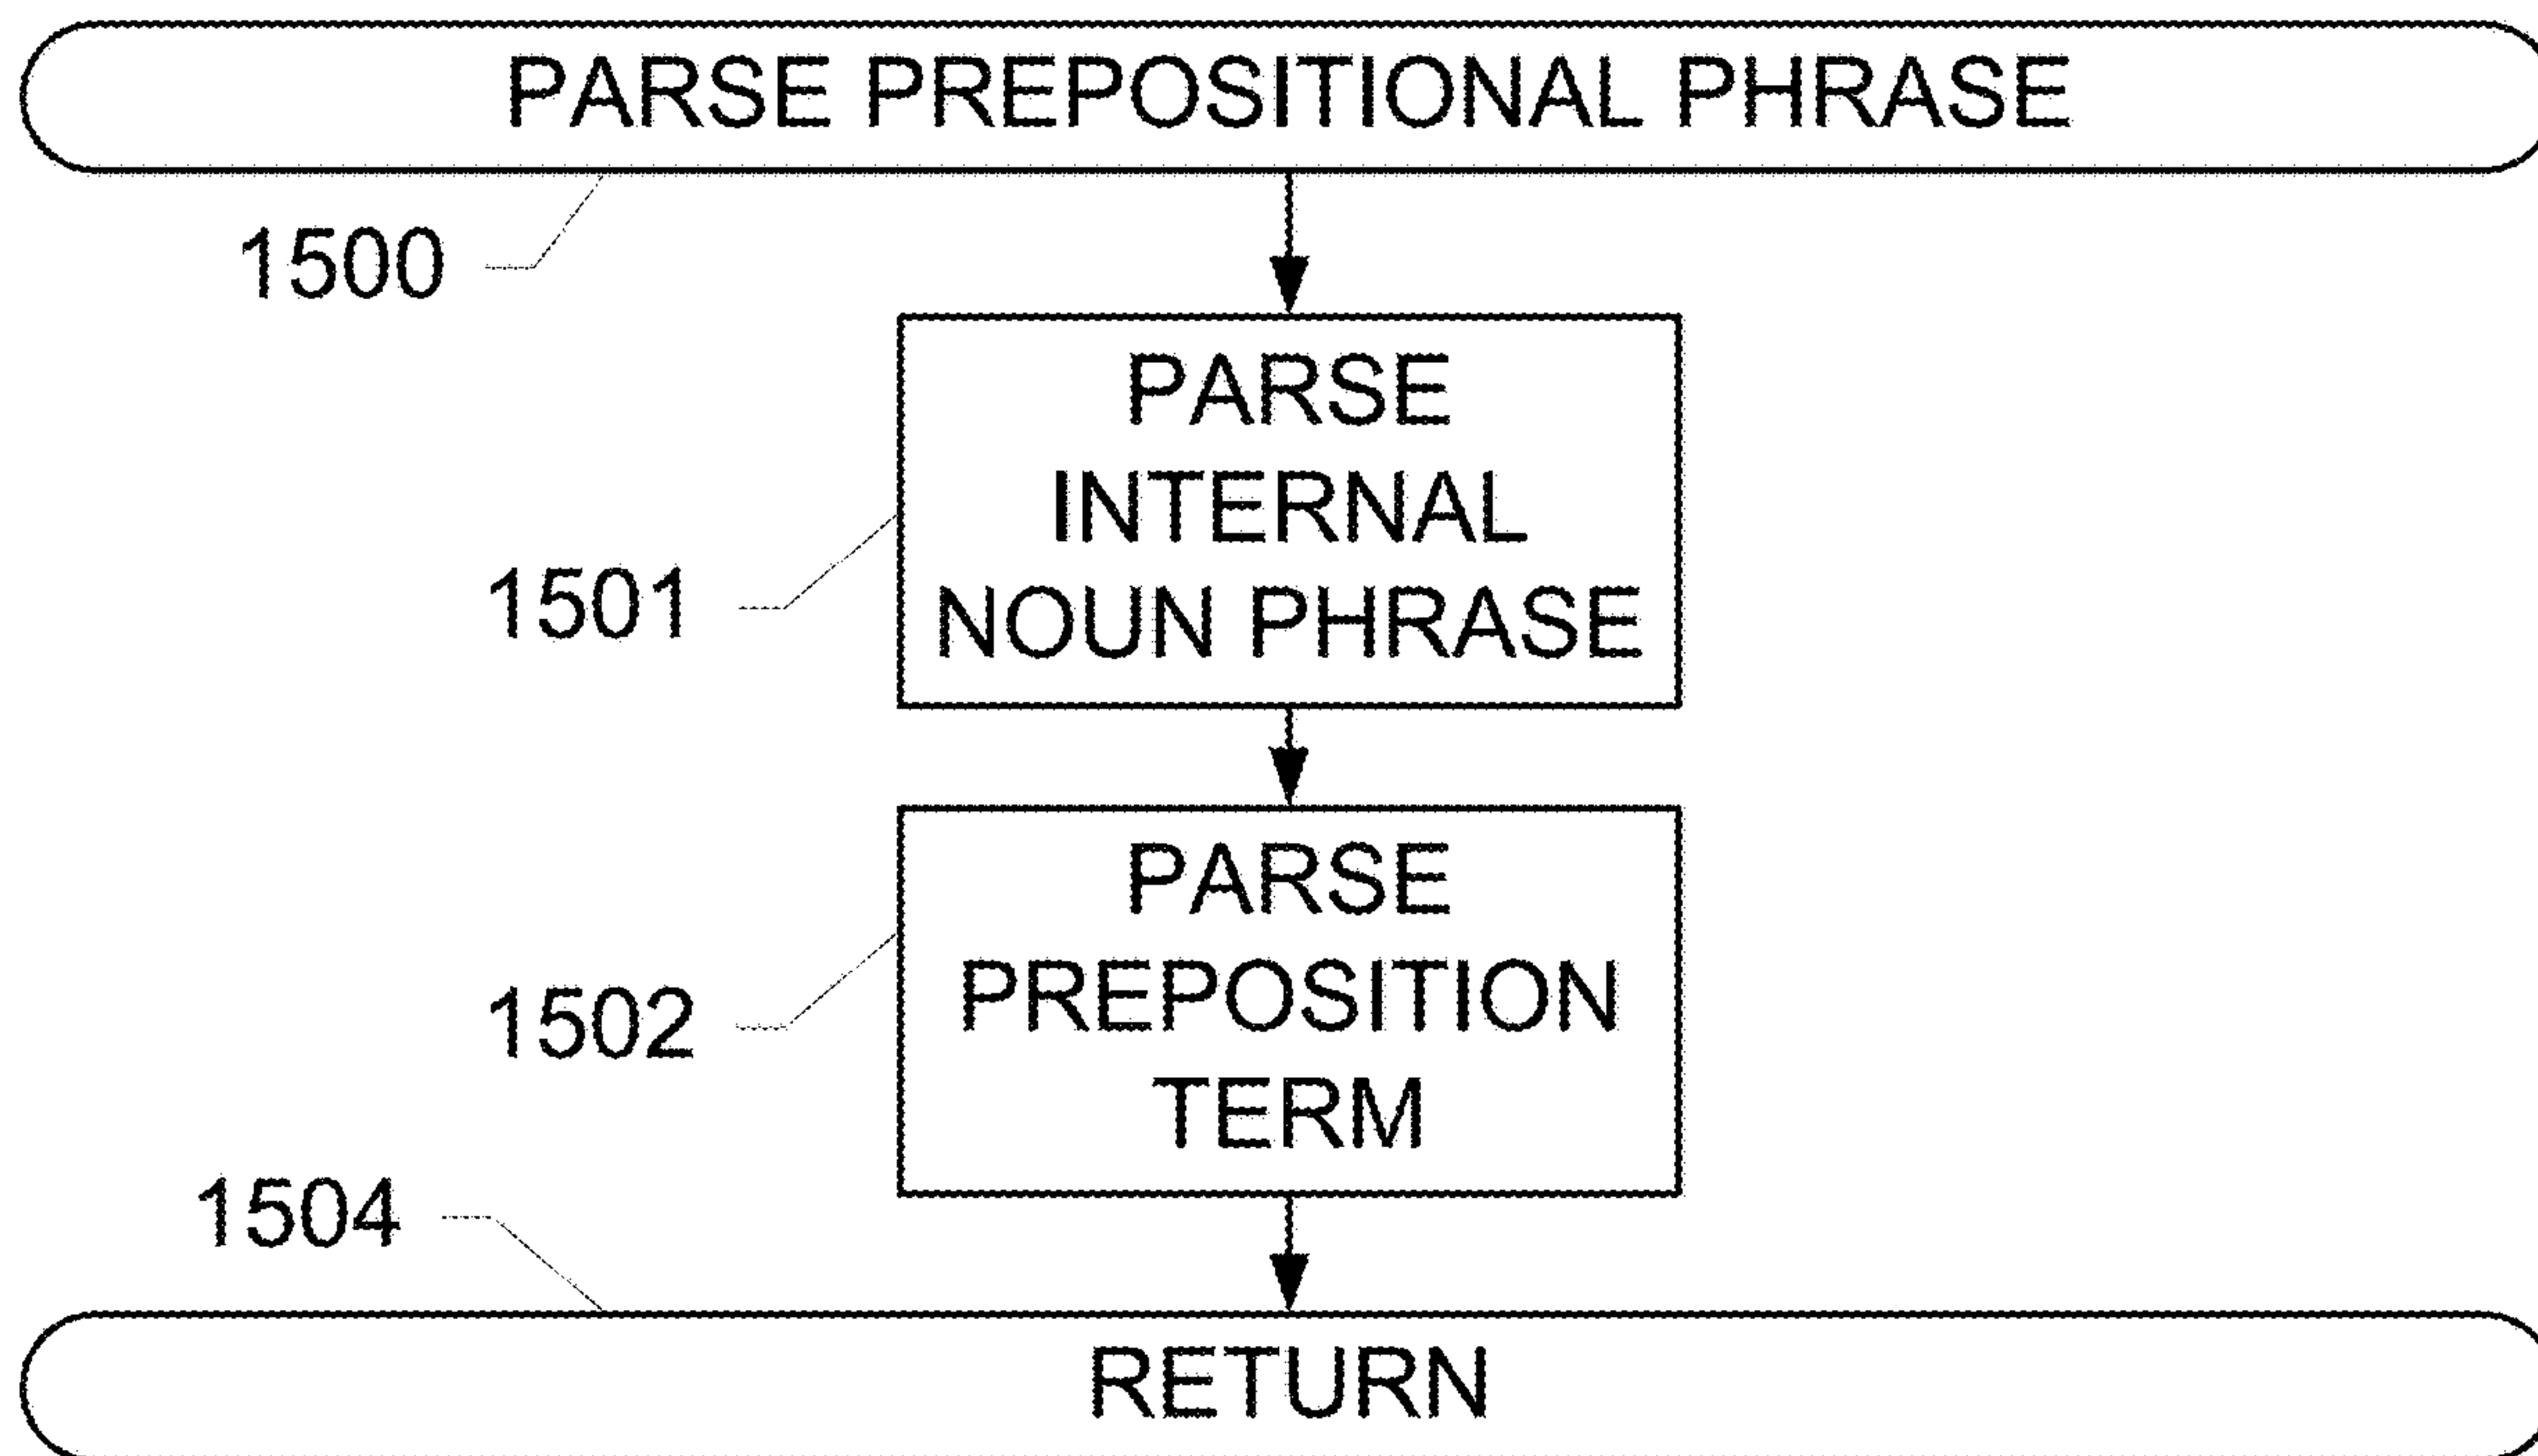 PARSE PREPOSITIONAL PHRASE
1500
PARSE
INTERNAL
NOUN PHRASE
1501
PARSE
PREPOSITION
TERM
1502
1504
RETURN